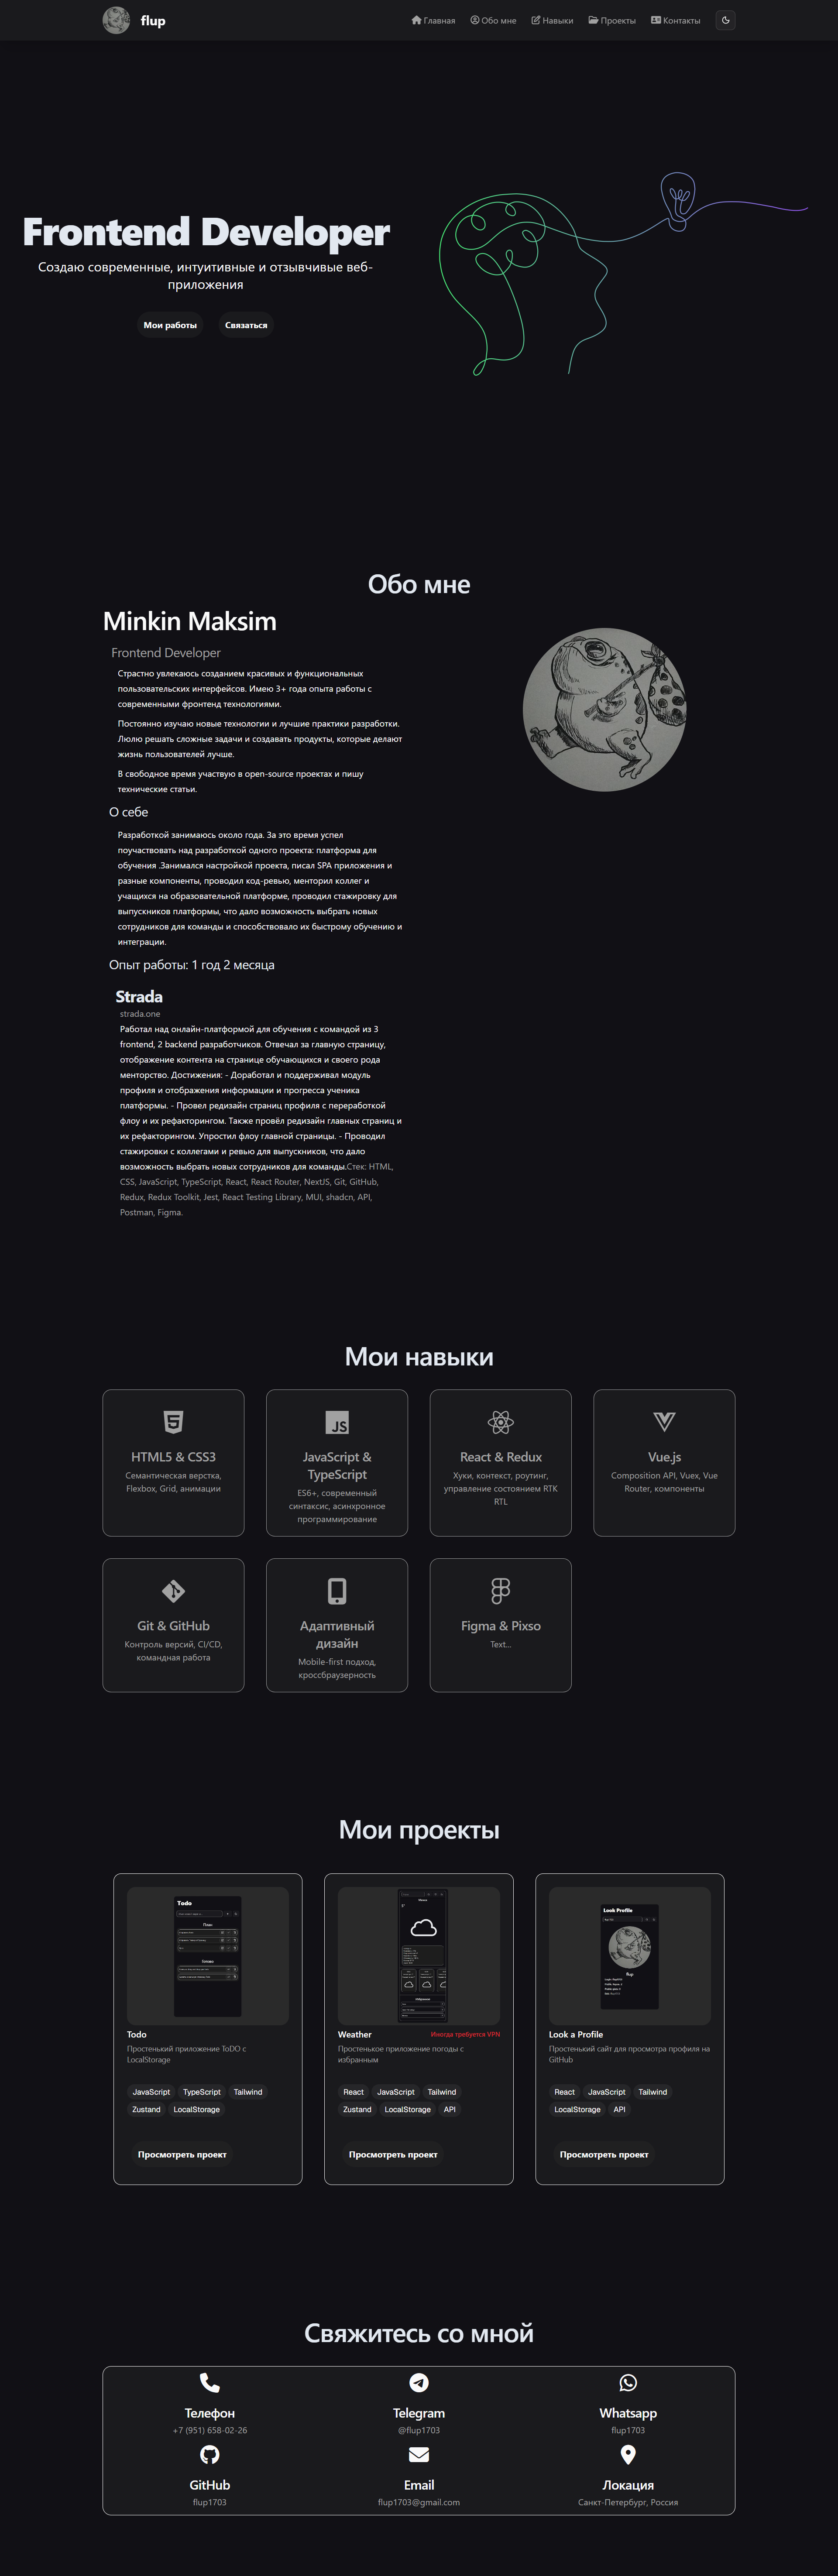 flup
Главная
Обо мне
Навыки
Проекты
Контакты
Frontend Developer
Создаю современные, интуитивные и отзывчивые веб-
приложения
Мои работы
Связаться
Обо мне
Minkin Maksim
Frontend Developer
Страстно увлекаюсь созданием красивых и функциональных
пользовательских интерфейсов. Имею 3+ года опыта работы с
современными фронтенд технологиями.
Постоянно изучаю новые технологии и лучшие практики разработки.
Люлю решать сложные задачи и создавать продукты, которые делают
жизнь пользователей лучше.
В свободное время участвую в open-source проектах и пишу
технические статьи.
О себе
Разработкой занимаюсь около года. За это время успел
поучаствовать над разработкой одного проекта: платформа для
обучения .Занимался настройкой проекта, писал SPA приложения и
разные компоненты, проводил код-ревью, менторил коллег и
учащихся на образовательной платформе, проводил стажировку для
выпускников платформы, что дало возможность выбрать новых
сотрудников для команды и способствовало их быстрому обучению и
интеграции.
Опыт работы: 1 год 2 месяца
Strada
strada.one
Работал над онлайн-платформой для обучения с командой из 3
frontend, 2 backend разработчиков. Отвечал за главную страницу,
отображение контента на странице обучающихся и своего рода
менторство. Достижения: - Доработал и поддерживал модуль
профиля и отображения информации и прогресса ученика
платформы. - Провел редизайн страниц профиля с переработкой
флоу и их рефакторингом. Также провёл редизайн главных страниц и
их рефакторингом. Упростил флоу главной страницы. - Проводил
стажировки с коллегами и ревью для выпускников, что дало
возможность выбрать новых сотрудников для команды.Стек: HTML,
CSS, JavaScript, TypeScript, React, React Router, NextJS, Git, GitHub,
Redux, Redux Toolkit, Jest, React Testing Library, MUI, shadcn, API,
Postman, Figma.
Мои навыки
HTML5 & CSS3
Семантическая верстка,
Flexbox, Grid, анимации
JavaScript &
TypeScript
ES6+, современный
синтаксис, асинхронное
программирование
React & Redux
Хуки, контекст, роутинг,
управление состоянием RTK
RTL
Vue.js
Composition API, Vuex, Vue
Router, компоненты
Git & GitHub
Контроль версий, CI/CD,
командная работа
Адаптивный
дизайн
Mobile-first подход,
кроссбраузерность
Figma & Pixso
Text...
Мои проекты
Todo
План
Готово
Todo
Простенький приложение ToDO с
LocalStorage
JavaScript
TypeScript
Tailwind
Zustand
LocalStorage
Просмотреть проект
Weather
Иногда требуется VPN
Простенькое приложение погоды с
избранным
React
JavaScript
Tailwind
Zustand
LocalStorage
API
Просмотреть проект
Look Profile
flup
Look a Profile
Простенький сайт для просмотра профиля на
GitHub
React
JavaScript
Tailwind
LocalStorage
API
Просмотреть проект
Свяжитесь со мной
Телефон
+7 (951) 658-02-26
Telegram
@flup1703
Whatsapp
flup1703
GitHub
flup1703
Email
flup1703@gmail.com
Локация
Санкт-Петербург, Россия